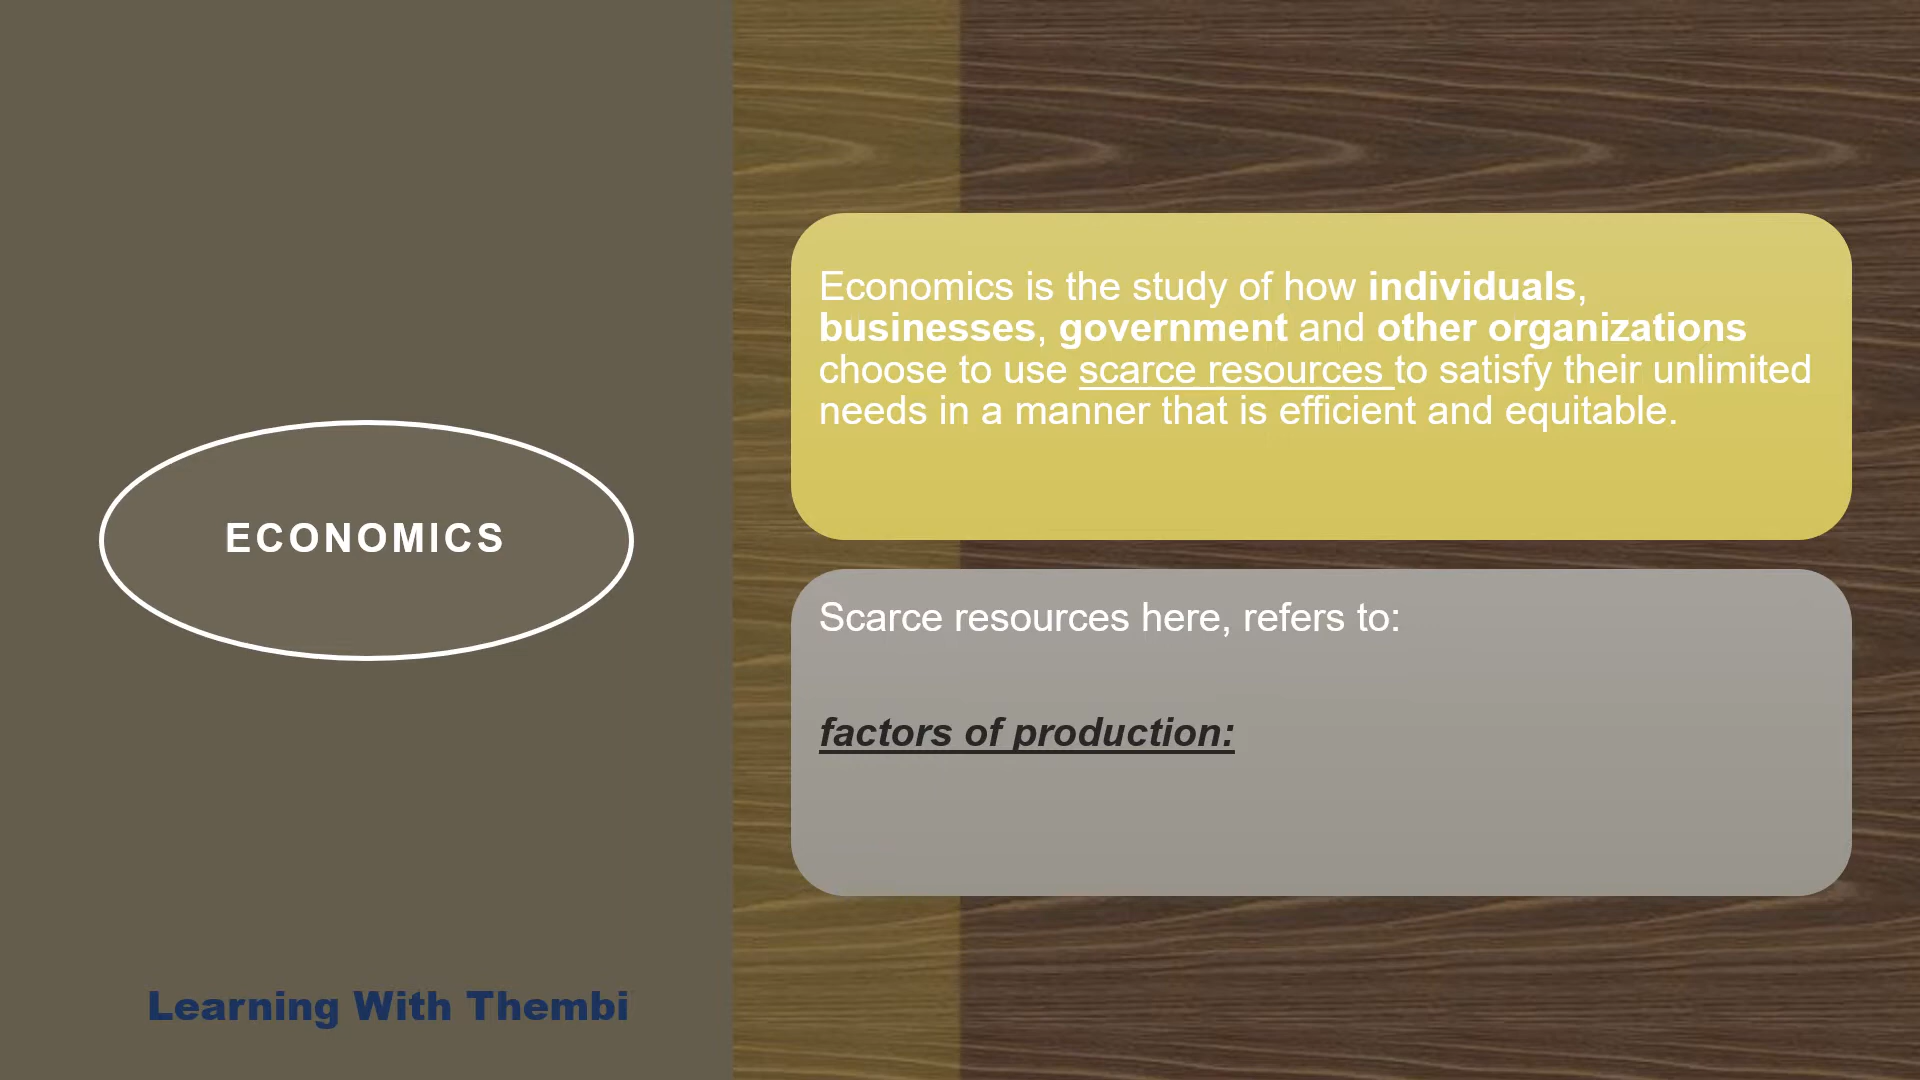 ECONOMICS
Economics is the study of how individuals,
businesses, government and other organizations
choose to use scarce resources to satisfy their unlimited
needs in a manner that is efficient and equitable.
Scarce resources here, refers to:
factors of production:
Learning With Thembi